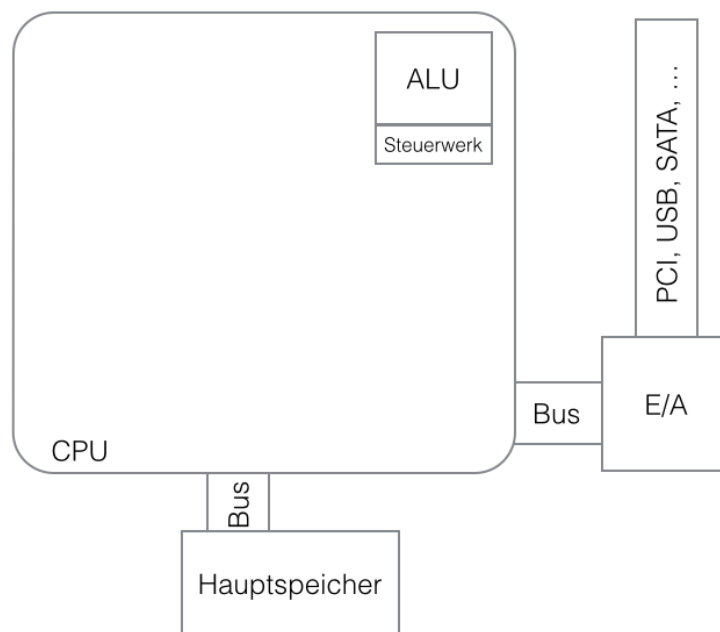 ALU
Steuerwerk
PCI, USB, SATA, ...
Bus
E/A
CPU
Bus
Hauptspeicher